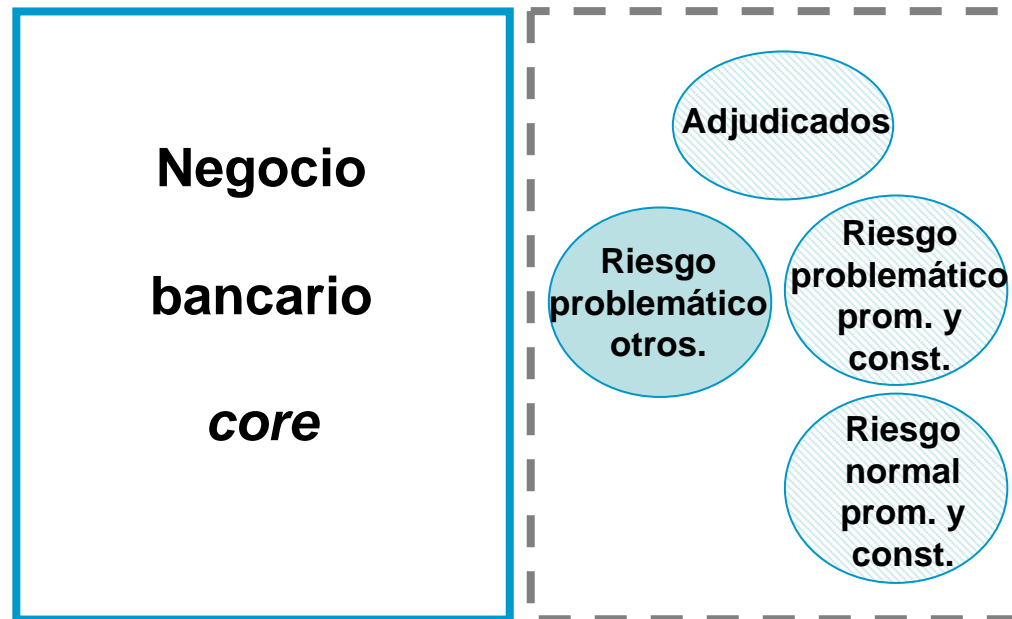 Negocio
bancario
core
Adjudicados
Riesgo
problemático
otros.
Riesgo
problemático
prom. y
const.
Riesgo
normal
prom. y
const.